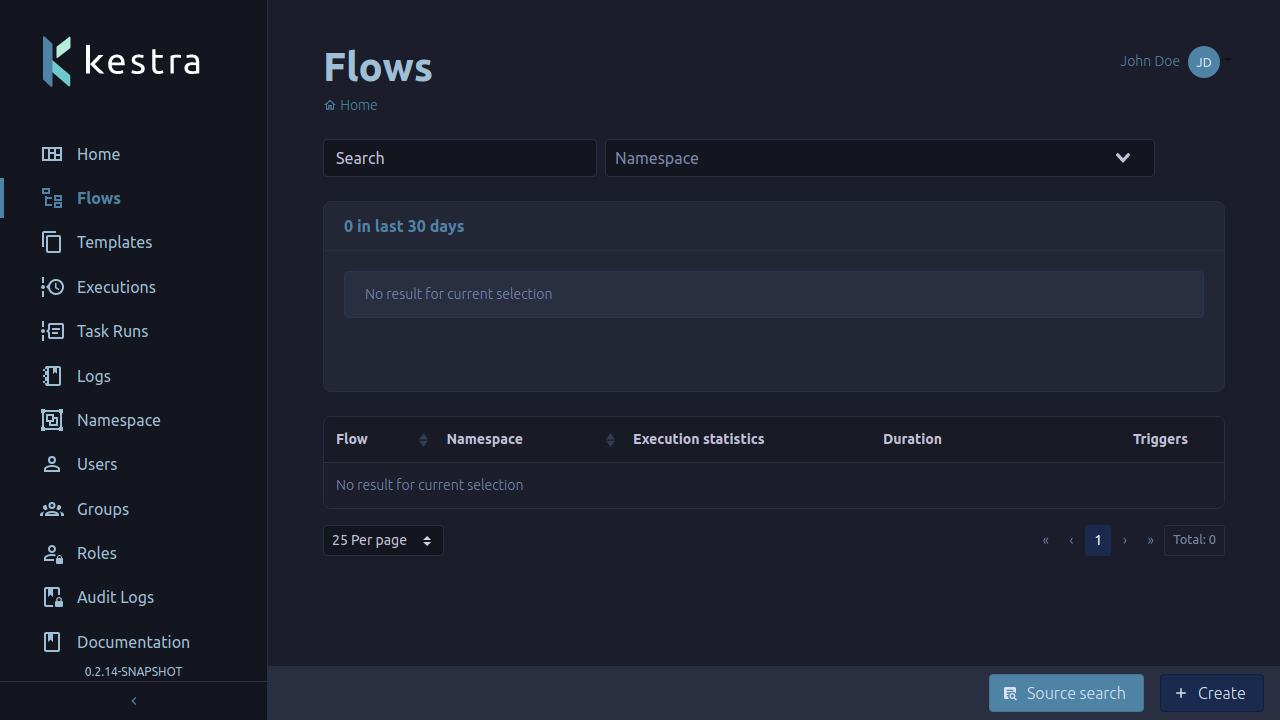 kestra
Home
Flows
Templates
Executions
Task Runs
Logs
Namespace
Users
Groups
Roles
Audit Logs
Documentation
0.2.14-SNAPSHOT
Flows
Home
John Doe JD
Search
Namespace
0 in last 30 days
No result for current selection
Flow Namespace Execution statistics Duration Triggers
No result for current selection
25 Per page
« ‹ 1 › » Total: 0
Source search
+ Create